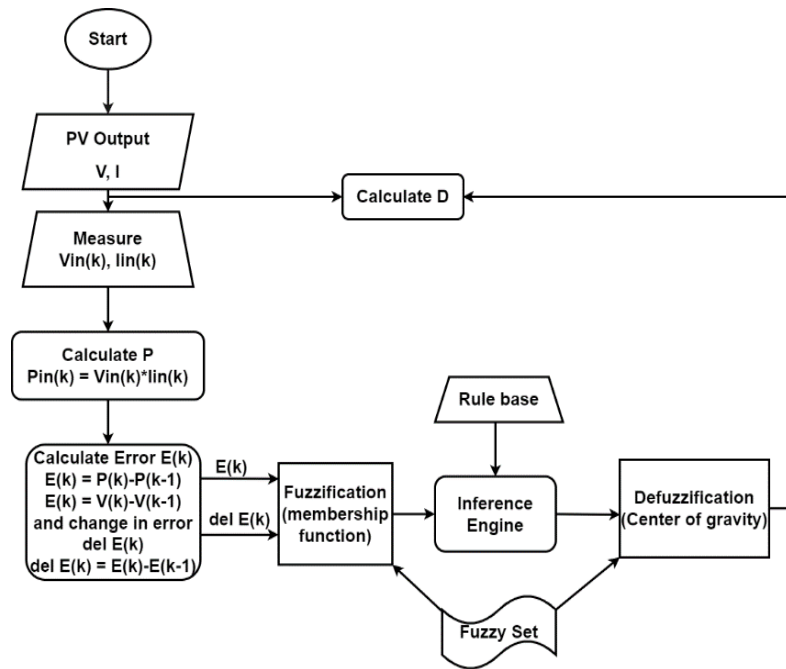 Start
PV Output
V, I
Calculate D
Measure
Vin(k), Iin(k)
Calculate P
Pin(k) = Vin(k)*Iin(k)
Rule base
Calculate Error E(k)
E(k) = P(k)-P(k-1)
E(k) = V(k)-V(k-1)
and change in error
del E(k)
del E(k) = E(k)-E(k-1)
E(k)
del E(k)
Fuzzification
(membership
function)
Inference
Engine
Defuzzification
(Center of gravity)
Fuzzy Set